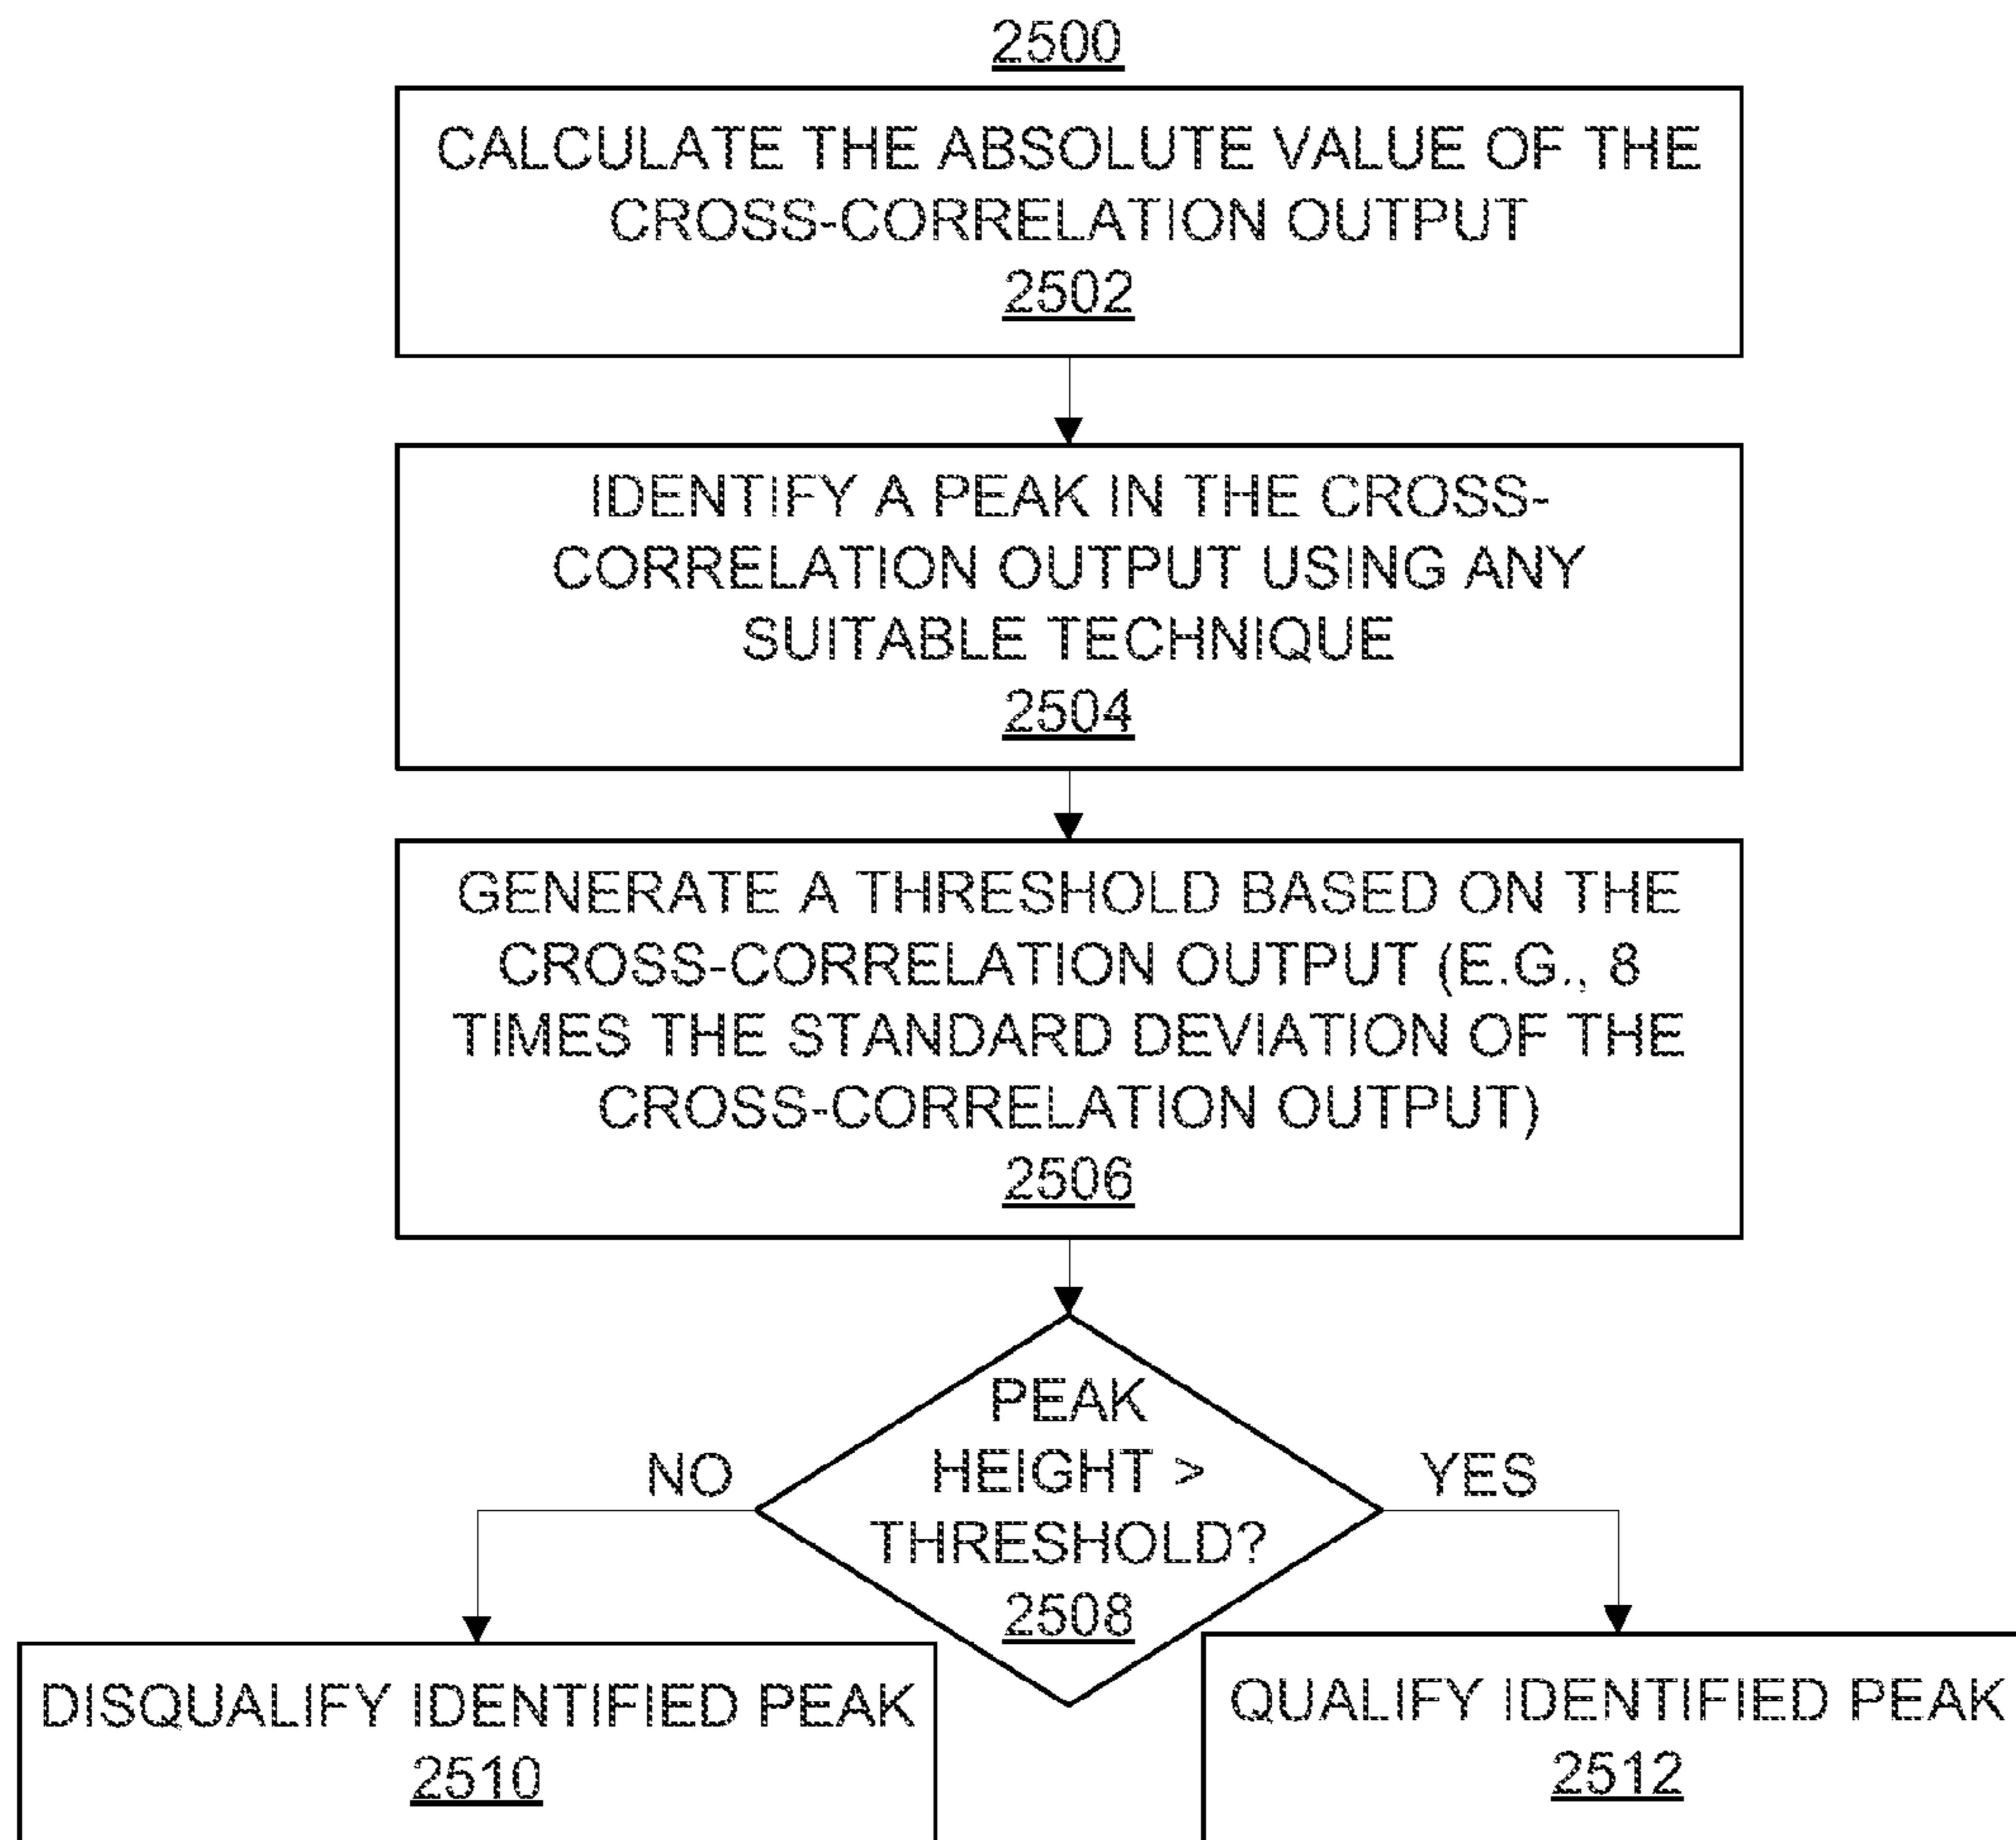 2500
CALCULATE THE ABSOLUTE VALUE OF THE
CROSS-CORRELATION OUTPUT
2502
IDENTIFY A PEAK IN THE CROSS-
CORRELATION OUTPUT USING ANY
SUITABLE TECHNIQUE
2504
GENERATE A THRESHOLD BASED ON THE
CROSS-CORRELATION OUTPUT (E.G., 8
TIMES THE STANDARD DEVIATION OF THE
CROSS-CORRELATION OUTPUT)
2506
PEAK
HEIGHT >
THRESHOLD?
2508
NO
YES
DISQUALIFY IDENTIFIED PEAK
2510
QUALIFY IDENTIFIED PEAK
2512